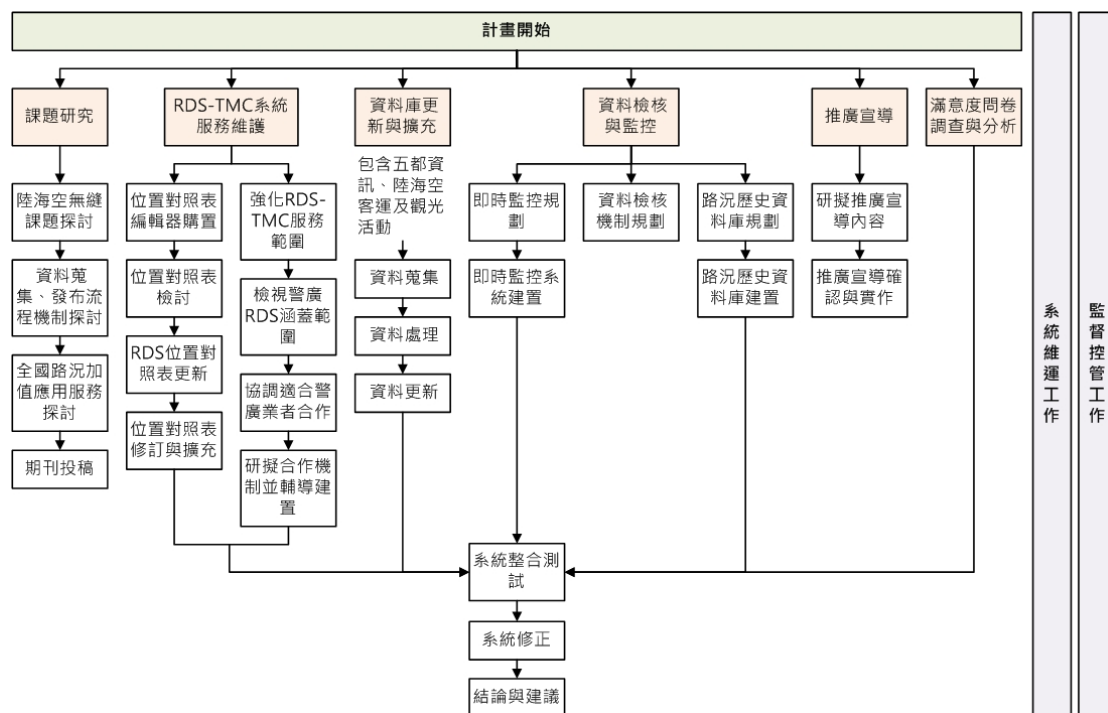 計畫開始
課題研究
RDS-TMC系統
服務維護
資料庫更
新與擴充
資料檢核
與監控
推廣宣導
滿意度問卷
調查與分析
陸海空無縫
課題探討
資料蒐
集、發布流
程機制探討
全國路況加
值應用服務
探討
期刊投稿
位置對照表
編輯器購置
位置對照表
檢討
RDS位置對
照表更新
位置對照表
修訂與擴充
強化RDS-
TMC服務
範圍
檢視警廣
RDS涵蓋範
圍
協調適合警
廣業者合作
研擬合作機
制並輔導建
置
包含五都資
訊、陸海空
客運及觀光
活動
資料蒐集
資料處理
資料更新
即時監控規
劃
即時監控系
統建置
資料檢核
機制規劃
路況歷史資
料庫規劃
路況歷史資
料庫建置
研擬推廣宣
導內容
推廣宣導確
認與實作
系統整合測
試
系統修正
結論與建議
系統維運工作
監督控管工作